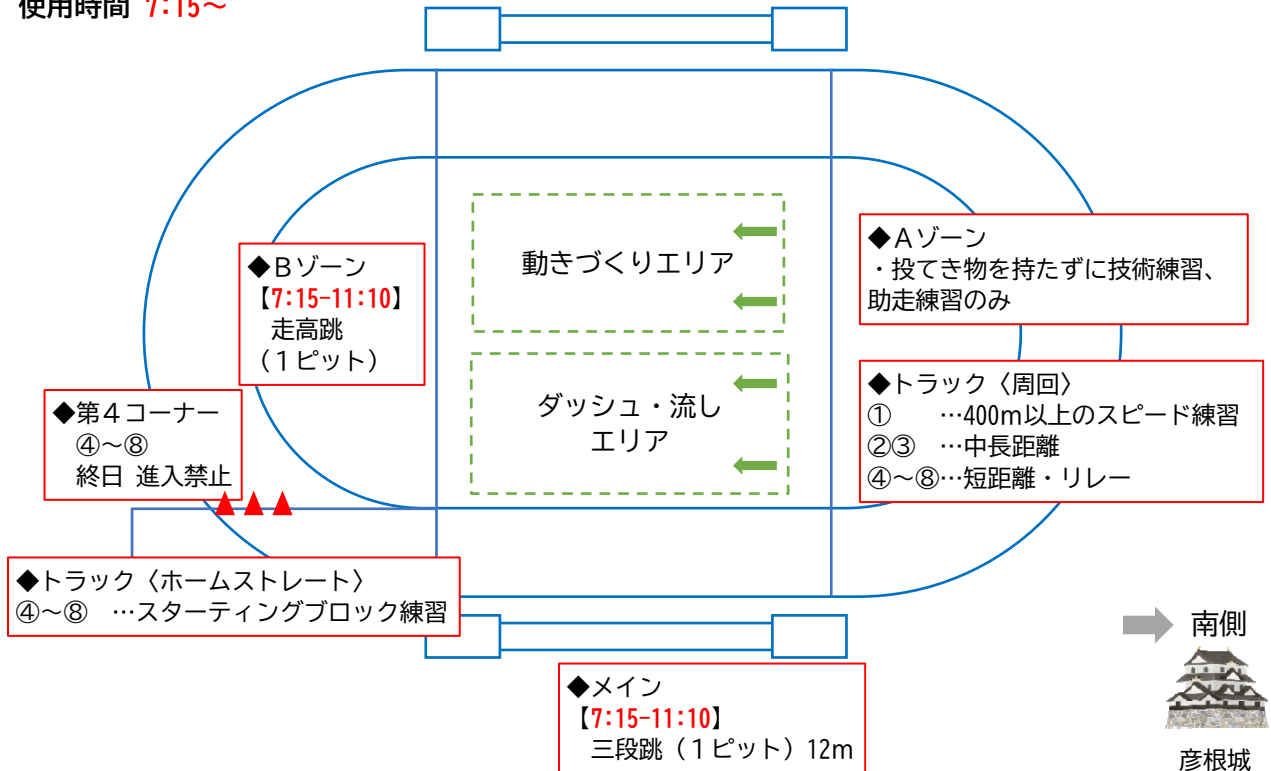 使用時間 7:15～
動きづくりエリア
◆Ａゾーン
・投てき物を持たずに技術練習、
助走練習のみ
◆Ｂゾーン
【7:15-11:10】
走高跳
（１ピット）
ダッシュ・流し
エリア
◆トラック〈周回〉
① …400m以上のスピード練習
②③ …中長距離
④～⑧…短距離・リレー
◆第４コーナー
④～⑧
終日 進入禁止
◆トラック〈ホームストレート〉
④～⑧ …スターティングブロック練習
南側
彦根城
◆メイン
【7:15-11:10】
三段跳（１ピット）12m